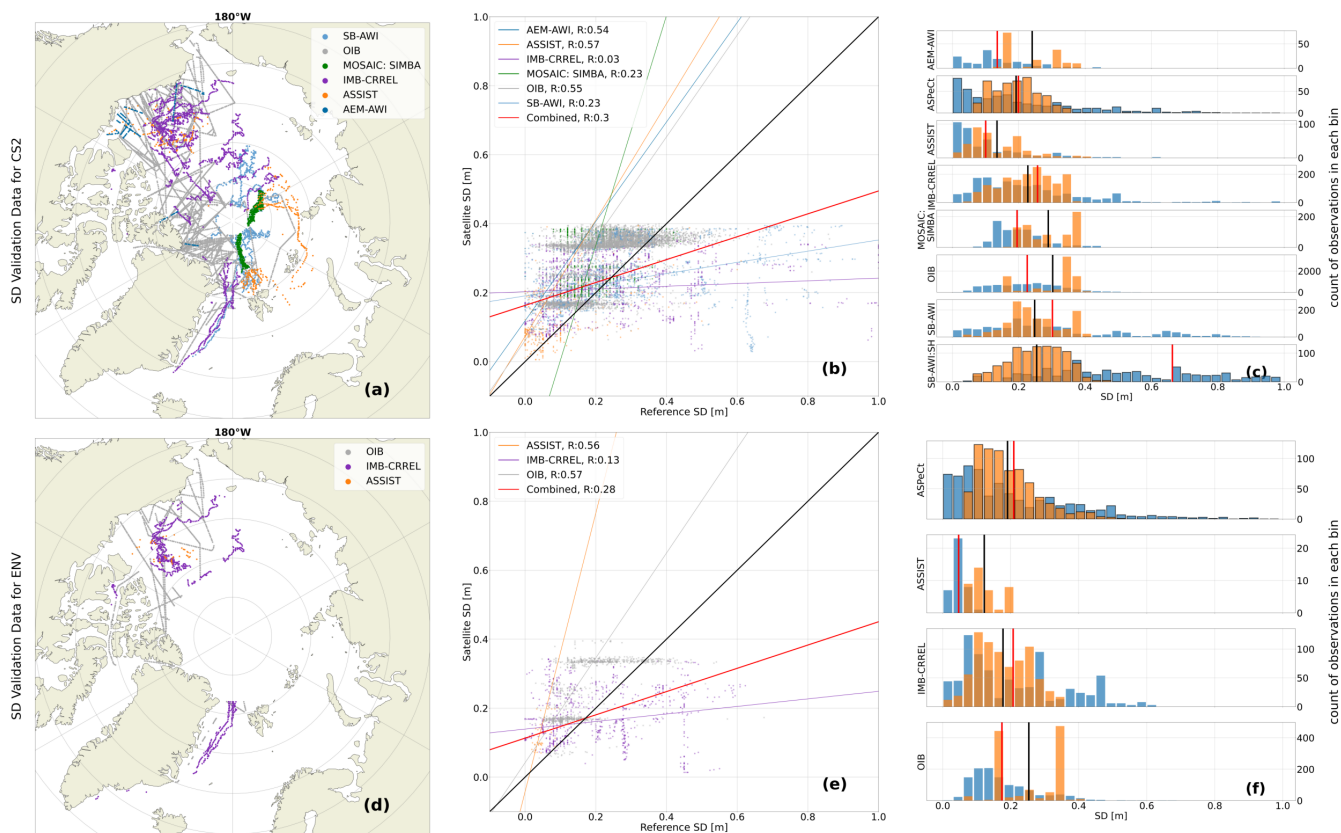 SD Validation Data for CS2
180°W
SB-AWI
OIB
MOSAIC: SIMBA
IMB-CRREL
ASSIST
AEM-AWI
(a)
Satellite SD [m]
1.0
0.8
0.6
0.4
0.2
0.0
AEM-AWI, R:0.54
ASSIST, R:0.57
IMB-CRREL, R:0.03
MOSAIC: SIMBA, R:0.23
OIB, R:0.55
SB-AWI, R:0.23
Combined, R:0.3
(b)
0.0 0.2 0.4 0.6 0.8 1.0
Reference SD [m]
AEM-AWI
50
0
ASPeCt
50
0
ASSIST
100
0
IMB-CRREL
200
0
MOSAIC:
SIMBA
200
0
OIB
2000
0
SB-AWI
200
0
SB-AWI:SH
100
0
(c)
0.0 0.2 0.4 0.6 0.8 1.0
SD [m]
count of observations in each bin
SD Validation Data for ENV
180°W
OIB
IMB-CRREL
ASSIST
(d)
Satellite SD [m]
1.0
0.8
0.6
0.4
0.2
0.0
ASSIST, R:0.56
IMB-CRREL, R:0.13
OIB, R:0.57
Combined, R:0.28
(e)
0.0 0.2 0.4 0.6 0.8 1.0
Reference SD [m]
ASPeCt
100
50
0
ASSIST
20
10
0
IMB-CRREL
100
50
0
OIB
400
200
0
(f)
0.0 0.2 0.4 0.6 0.8 1.0
SD [m]
count of observations in each bin